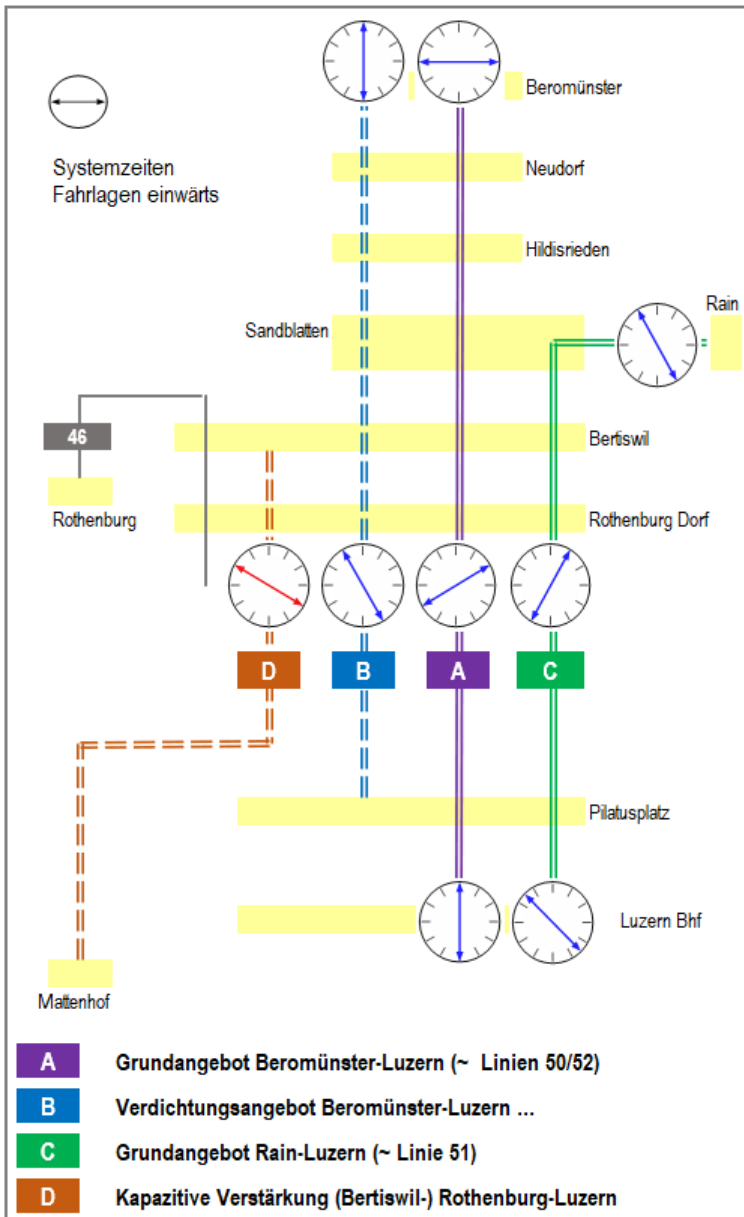 Beromünster
Systemzeiten
Fahrlagen einwärts
Neudorf
Hildisrieden
Rain
Sandblatten
46
Bertiswil
Rothenburg
Rothenburg Dorf
D
B
A
C
Pilatusplatz
Luzern Bhf
Mattenhof
A Grundangebot Beromünster-Luzern (~ Linien 50/52)
B Verdichtungsangebot Beromünster-Luzern ...
C Grundangebot Rain-Luzern (~ Linie 51)
D Kapazitive Verstärkung (Bertiswil-) Rothenburg-Luzern